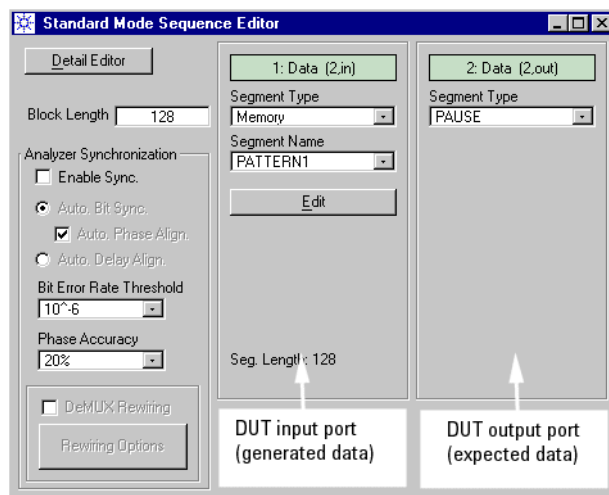 Standard Mode Sequence Editor
Detail Editor
Block Length 128
Analyzer Synchronization
Enable Sync.
Auto. Bit Sync.
Auto. Phase Align.
Auto. Delay Align.
Bit Error Rate Threshold
10^-6
Phase Accuracy
20%
DeMUX Rewiring
Rewiring Options
1: Data (2,in)
Segment Type
Memory
Segment Name
PATTERN1
Edit
Seg. Length: 128
DUT input port
(generated data)
2: Data (2,out)
Segment Type
PAUSE
DUT output port
(expected data)